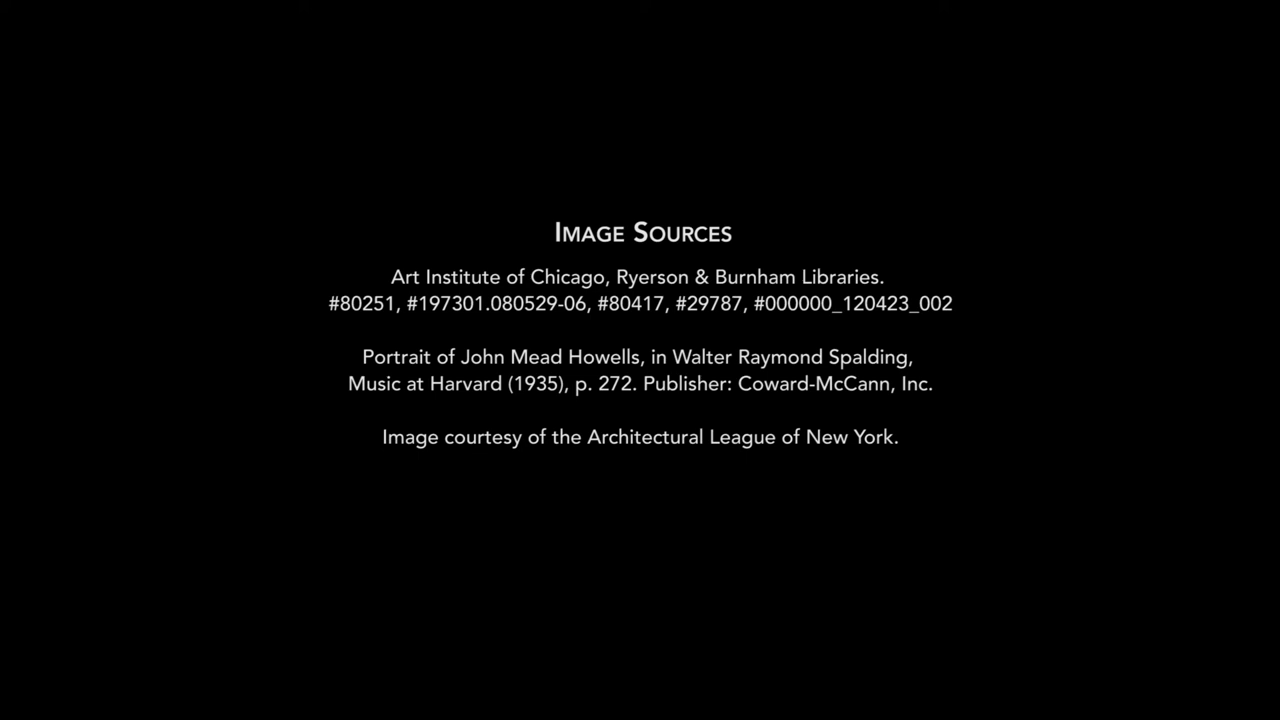 IMAGE SOURCES
Art Institute of Chicago, Ryerson & Burnham Libraries.
#80251, #197301.080529-06, #80417, #29787, #000000_120423_002
Portrait of John Mead Howells, in Walter Raymond Spalding,
Music at Harvard (1935), p. 272. Publisher: Coward-McCann, Inc.
Image courtesy of the Architectural League of New York.